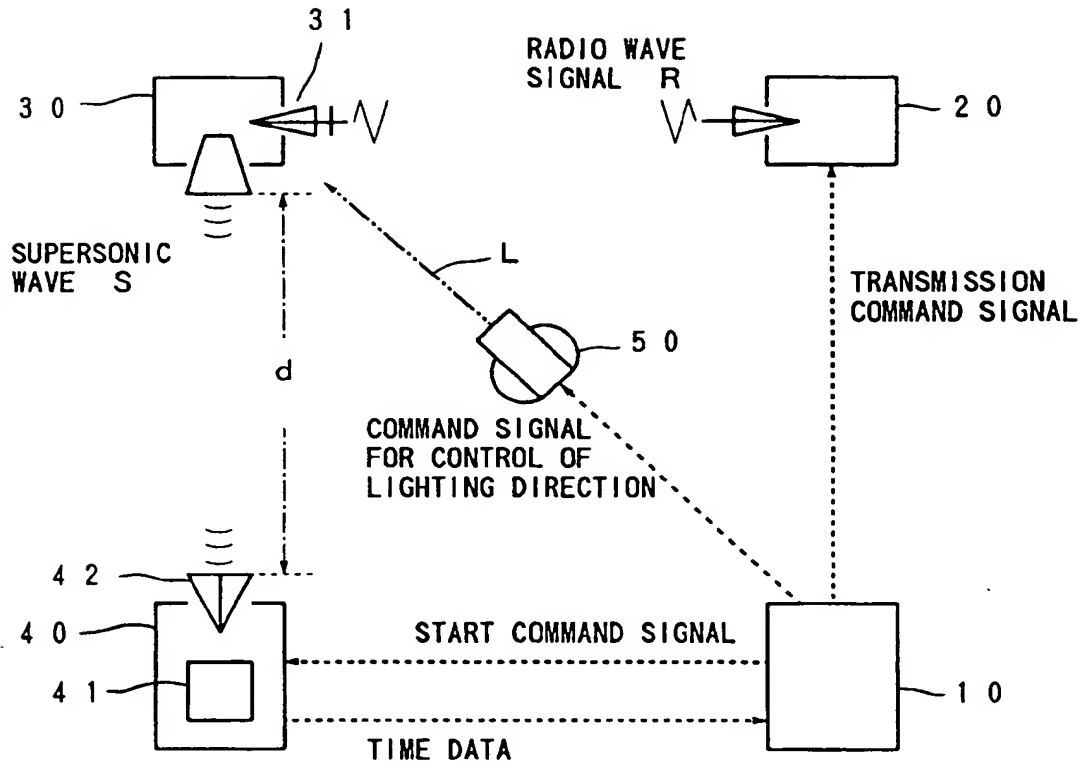 3 1
RADIO WAVE
SIGNAL R
3 0
2 0
SUPERSONIC
WAVE S
L
TRANSMISSION
COMMAND SIGNAL
5 0
d
COMMAND SIGNAL
FOR CONTROL OF
LIGHTING DIRECTION
4 2
4 0
START COMMAND SIGNAL
4 1
1 0
TIME DATA